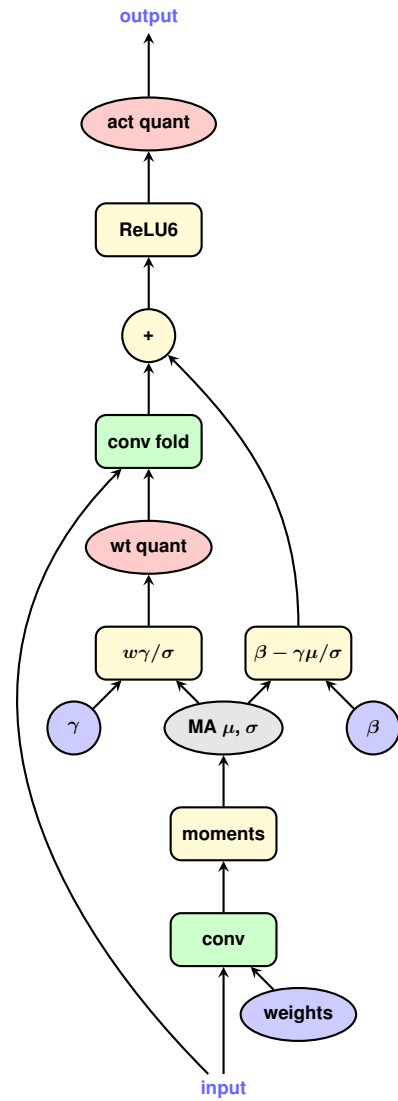 output
act quant
ReLU6
+
conv fold
wt quant
wγ/σ
β − γμ/σ
γ
MA μ, σ
β
moments
conv
weights
input